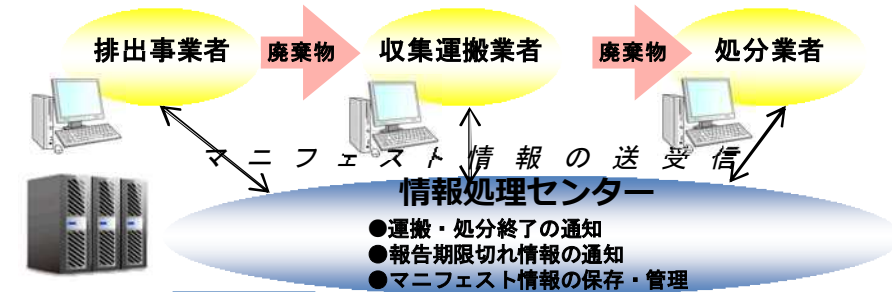 排出事業者 廃棄物 収集運搬業者 廃棄物 処分業者
マニフェスト情報の送受信
情報処理センター
●運搬・処分終了の通知
●報告期限切れ情報の通知
●マニフェスト情報の保存・管理